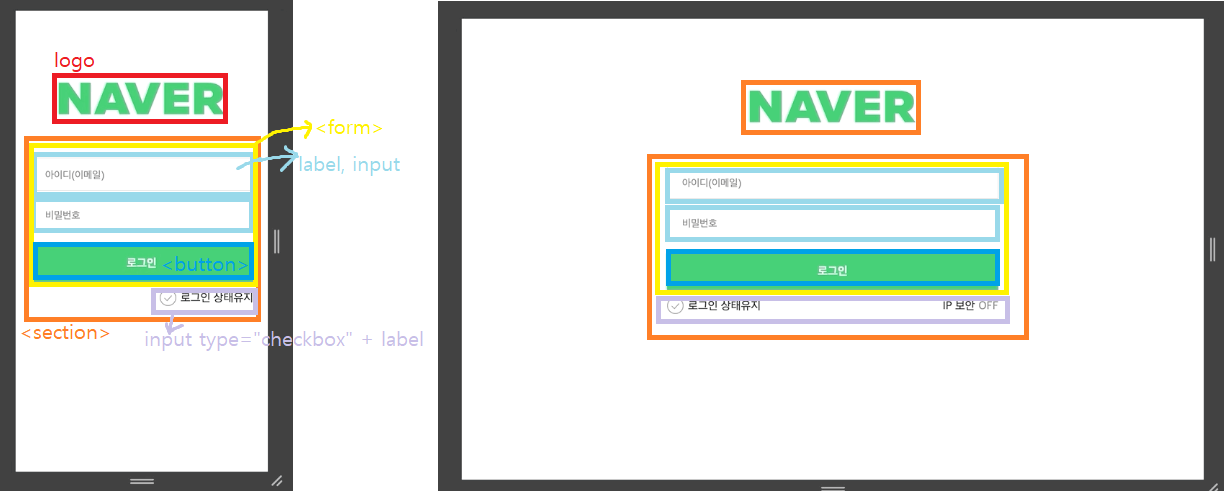 logo
NAVER
<form>
label, input
아이디(이메일)
비밀번호
로그인
<button>
로그인 상태유지
<section>
input type="checkbox" + label
NAVER
아이디(이메일)
비밀번호
로그인
로그인 상태유지 IP 보안 OFF